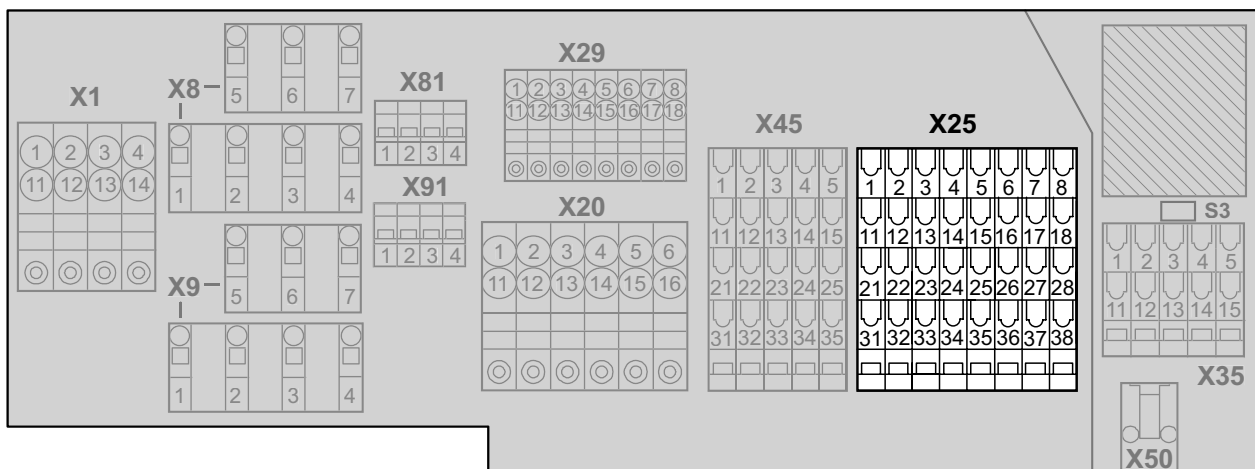 X1
1 2 3 4
11 12 13 14
X8
5 6 7
1 2 3 4
X9
5 6 7
1 2 3 4
X81
1 2 3 4
X91
1 2 3 4
X29
1 2 3 4 5 6 7 8
11 12 13 14 15 16 17 18
X20
1 2 3 4 5 6
11 12 13 14 15 16
X45
1 2 3 4 5
11 12 13 14 15
21 22 23 24 25
31 32 33 34 35
X25
1 2 3 4 5 6 7 8
11 12 13 14 15 16 17 18
21 22 23 24 25 26 27 28
31 32 33 34 35 36 37 38
S3
1 2 3 4 5
11 12 13 14 15
X35
X50